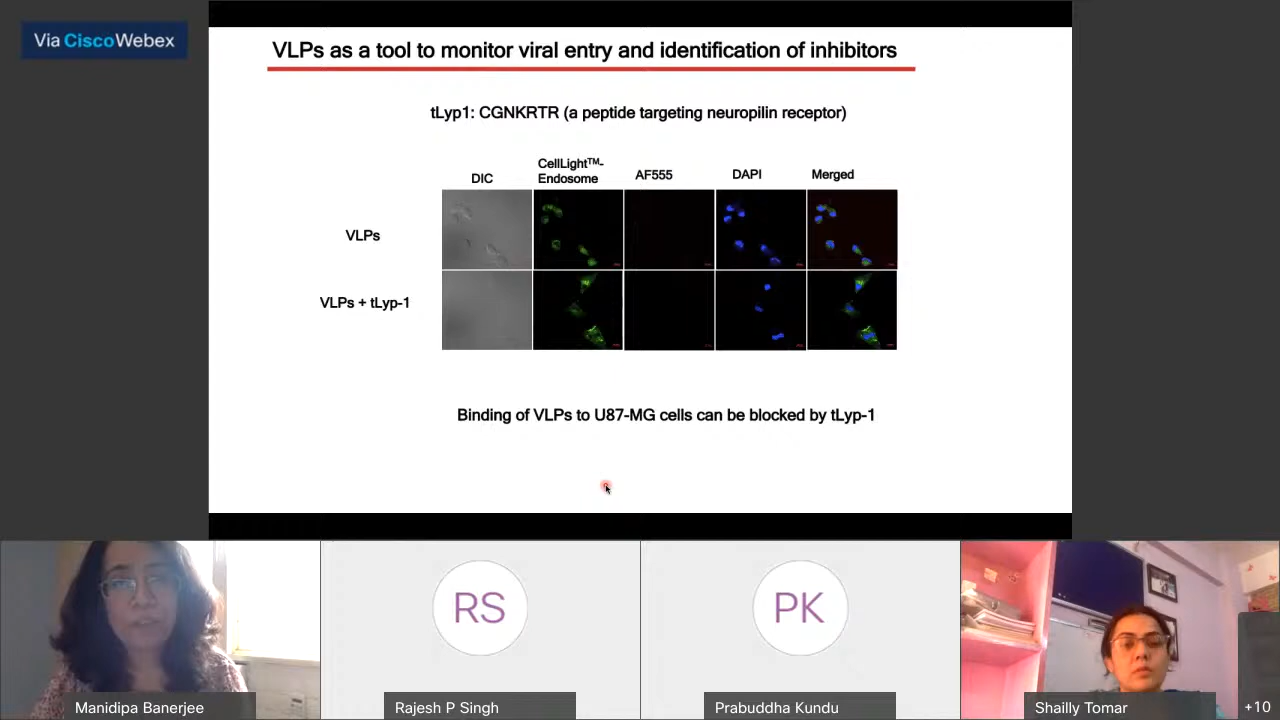 Via Cisco Webex
VLPs as a tool to monitor viral entry and identification of inhibitors
tLyp1: CGNKRTR (a peptide targeting neuropilin receptor)
DIC
CellLight™-
Endosome
AF555
DAPI
Merged
VLPs
VLPs + tLyp-1
Binding of VLPs to U87-MG cells can be blocked by tLyp-1
RS
PK
Manidipa Banerjee
Rajesh P Singh
Prabuddha Kundu
Shailly Tomar
+10